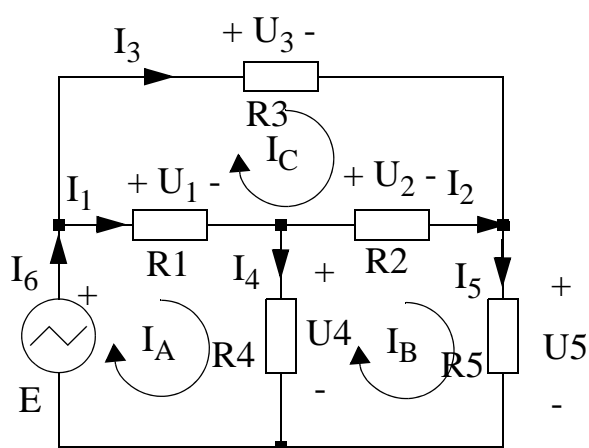 + U3 -
I3
R3
IC
+ U1 -
+ U2 -
I1
I2
R1
R2
I6
+
I4
+
I5
+
IA
R4
U4
IB
R5
U5
E
-
-